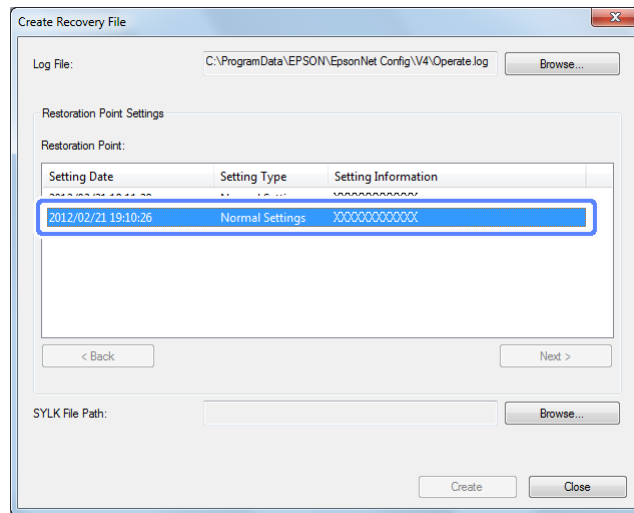 Create Recovery File
Log File: C:\ProgramData\EPSON\EpsonNet Config\V4\Operate.log Browse...
Restoration Point Settings
Restoration Point:
Setting Date Setting Type Setting Information
2012/02/21 19:10:26 Normal Settings XXXXXXXXXXXX
< Back Next >
SYLK File Path: Browse...
Create Close